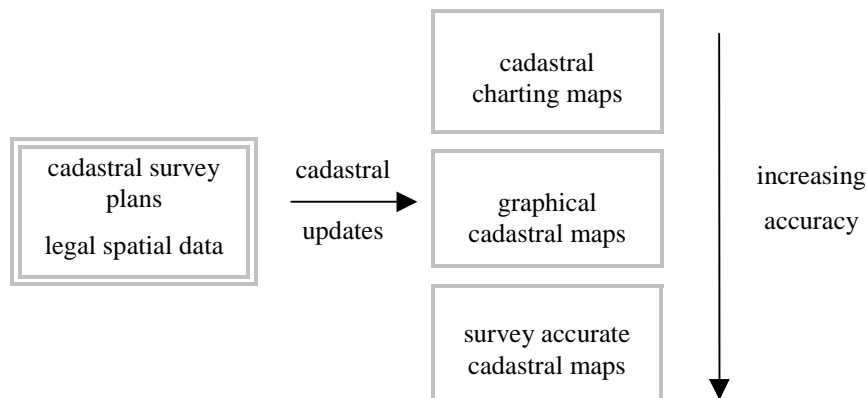 cadastral
charting maps
cadastral survey
plans
legal spatial data
cadastral
updates
graphical
cadastral maps
increasing
accuracy
survey accurate
cadastral maps